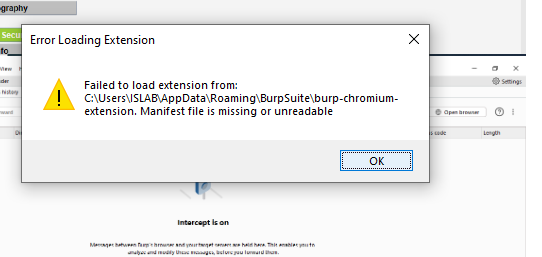 ography
Secu
fo
Error Loading Extension
Failed to load extension from:
C:\Users\ISLAB\AppData\Roaming\BurpSuite\burp-chromium-
extension. Manifest file is missing or unreadable
OK
View
Settings
history
ward
Open browser
s code
Length
Intercept is on
Messages between Burp's browser and your target servers are held here. This enables you to
analyze and modify these messages, before you forward them.